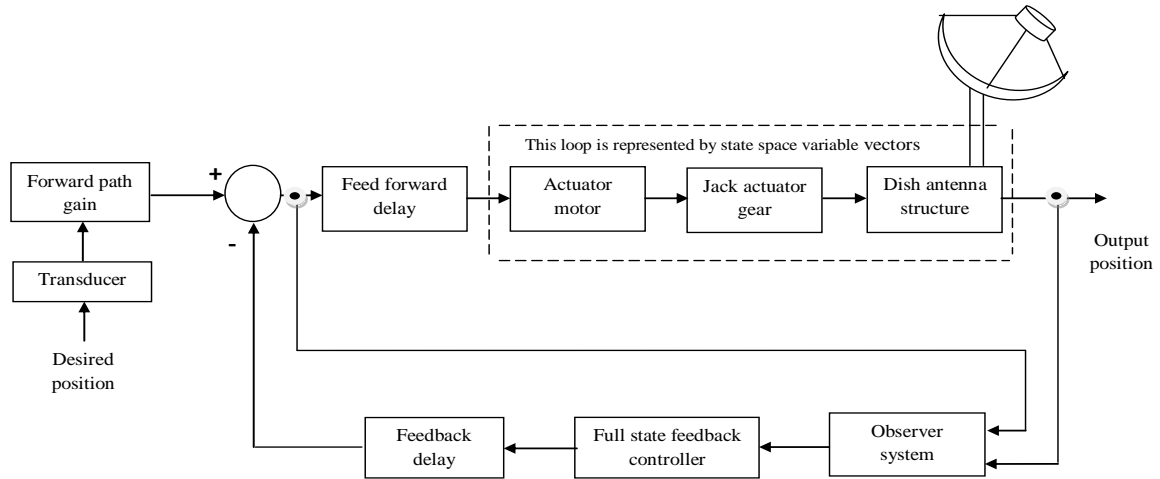 This loop is represented by state space variable vectors
Forward path
gain
+
-
Feed forward
delay
Actuator
motor
Jack actuator
gear
Dish antenna
structure
Output
position
Transducer
Desired
position
Feedback
delay
Full state feedback
controller
Observer
system